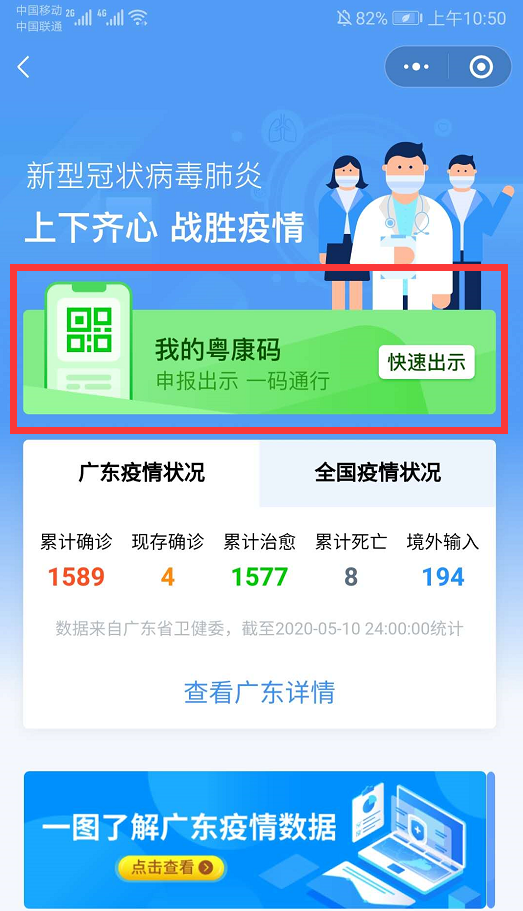 中国移动 2G 4G
中国联通
82% 上午10:50
新型冠状病毒肺炎
上下齐心 战胜疫情
我的粤康码
申报出示 一码通行
快速出示
广东疫情状况 全国疫情状况
累计确诊 现存确诊 累计治愈 累计死亡 境外输入
1589 4 1577 8 194
数据来自广东省卫健委，截至2020-05-10 24:00:00统计
查看广东详情
一图了解广东疫情数据
点击查看